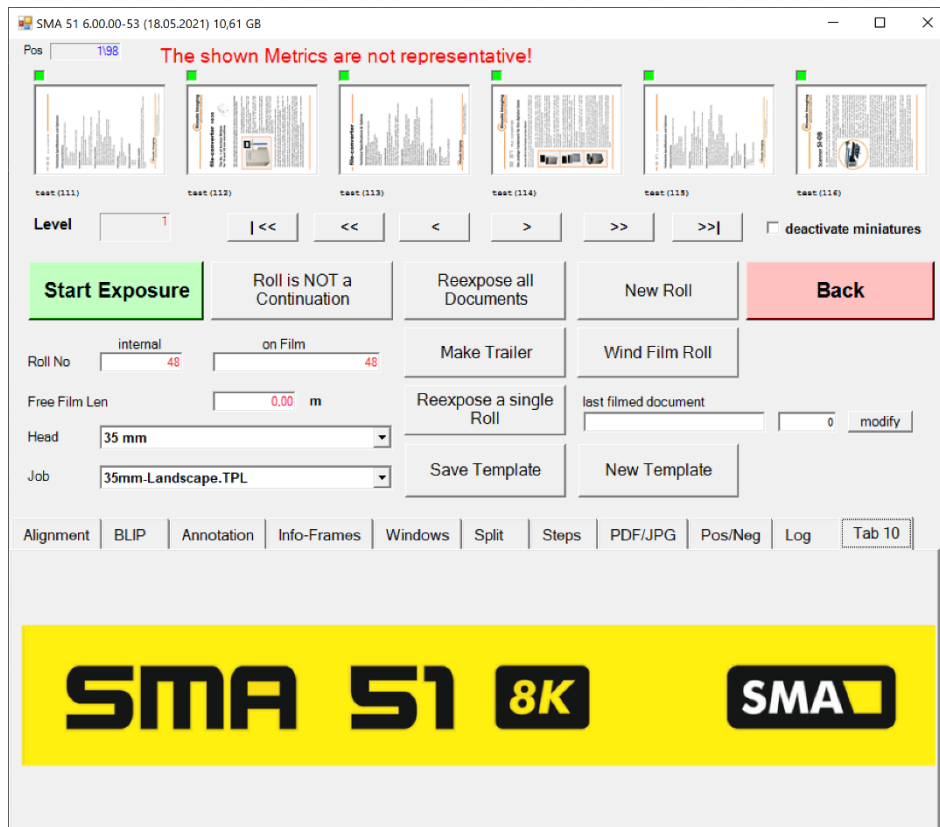 SMA 51 6.00.00-53 (18.05.2021) 10,61 GB
Pos 1\98 The shown Metrics are not representative!
test(111) test(112) test(113) test(114) test(115) test(116)
Level 1 |<< << < > >> >>| deactivate miniatures
Start Exposure
Roll is NOT a
Continuation
Reexpose all
Documents
New Roll
Back
internal on Film
Roll No 48 48
Make Trailer
Wind Film Roll
Free Film Len 0,00 m
Reexpose a single
Roll
last filmed document
0 modify
Head 35 mm
Job 35mm-Landscape.TPL
Save Template
New Template
Alignment BLIP Annotation Info-Frames Windows Split Steps PDF/JPG Pos/Neg Log Tab 10
SMA 51 8K SMA